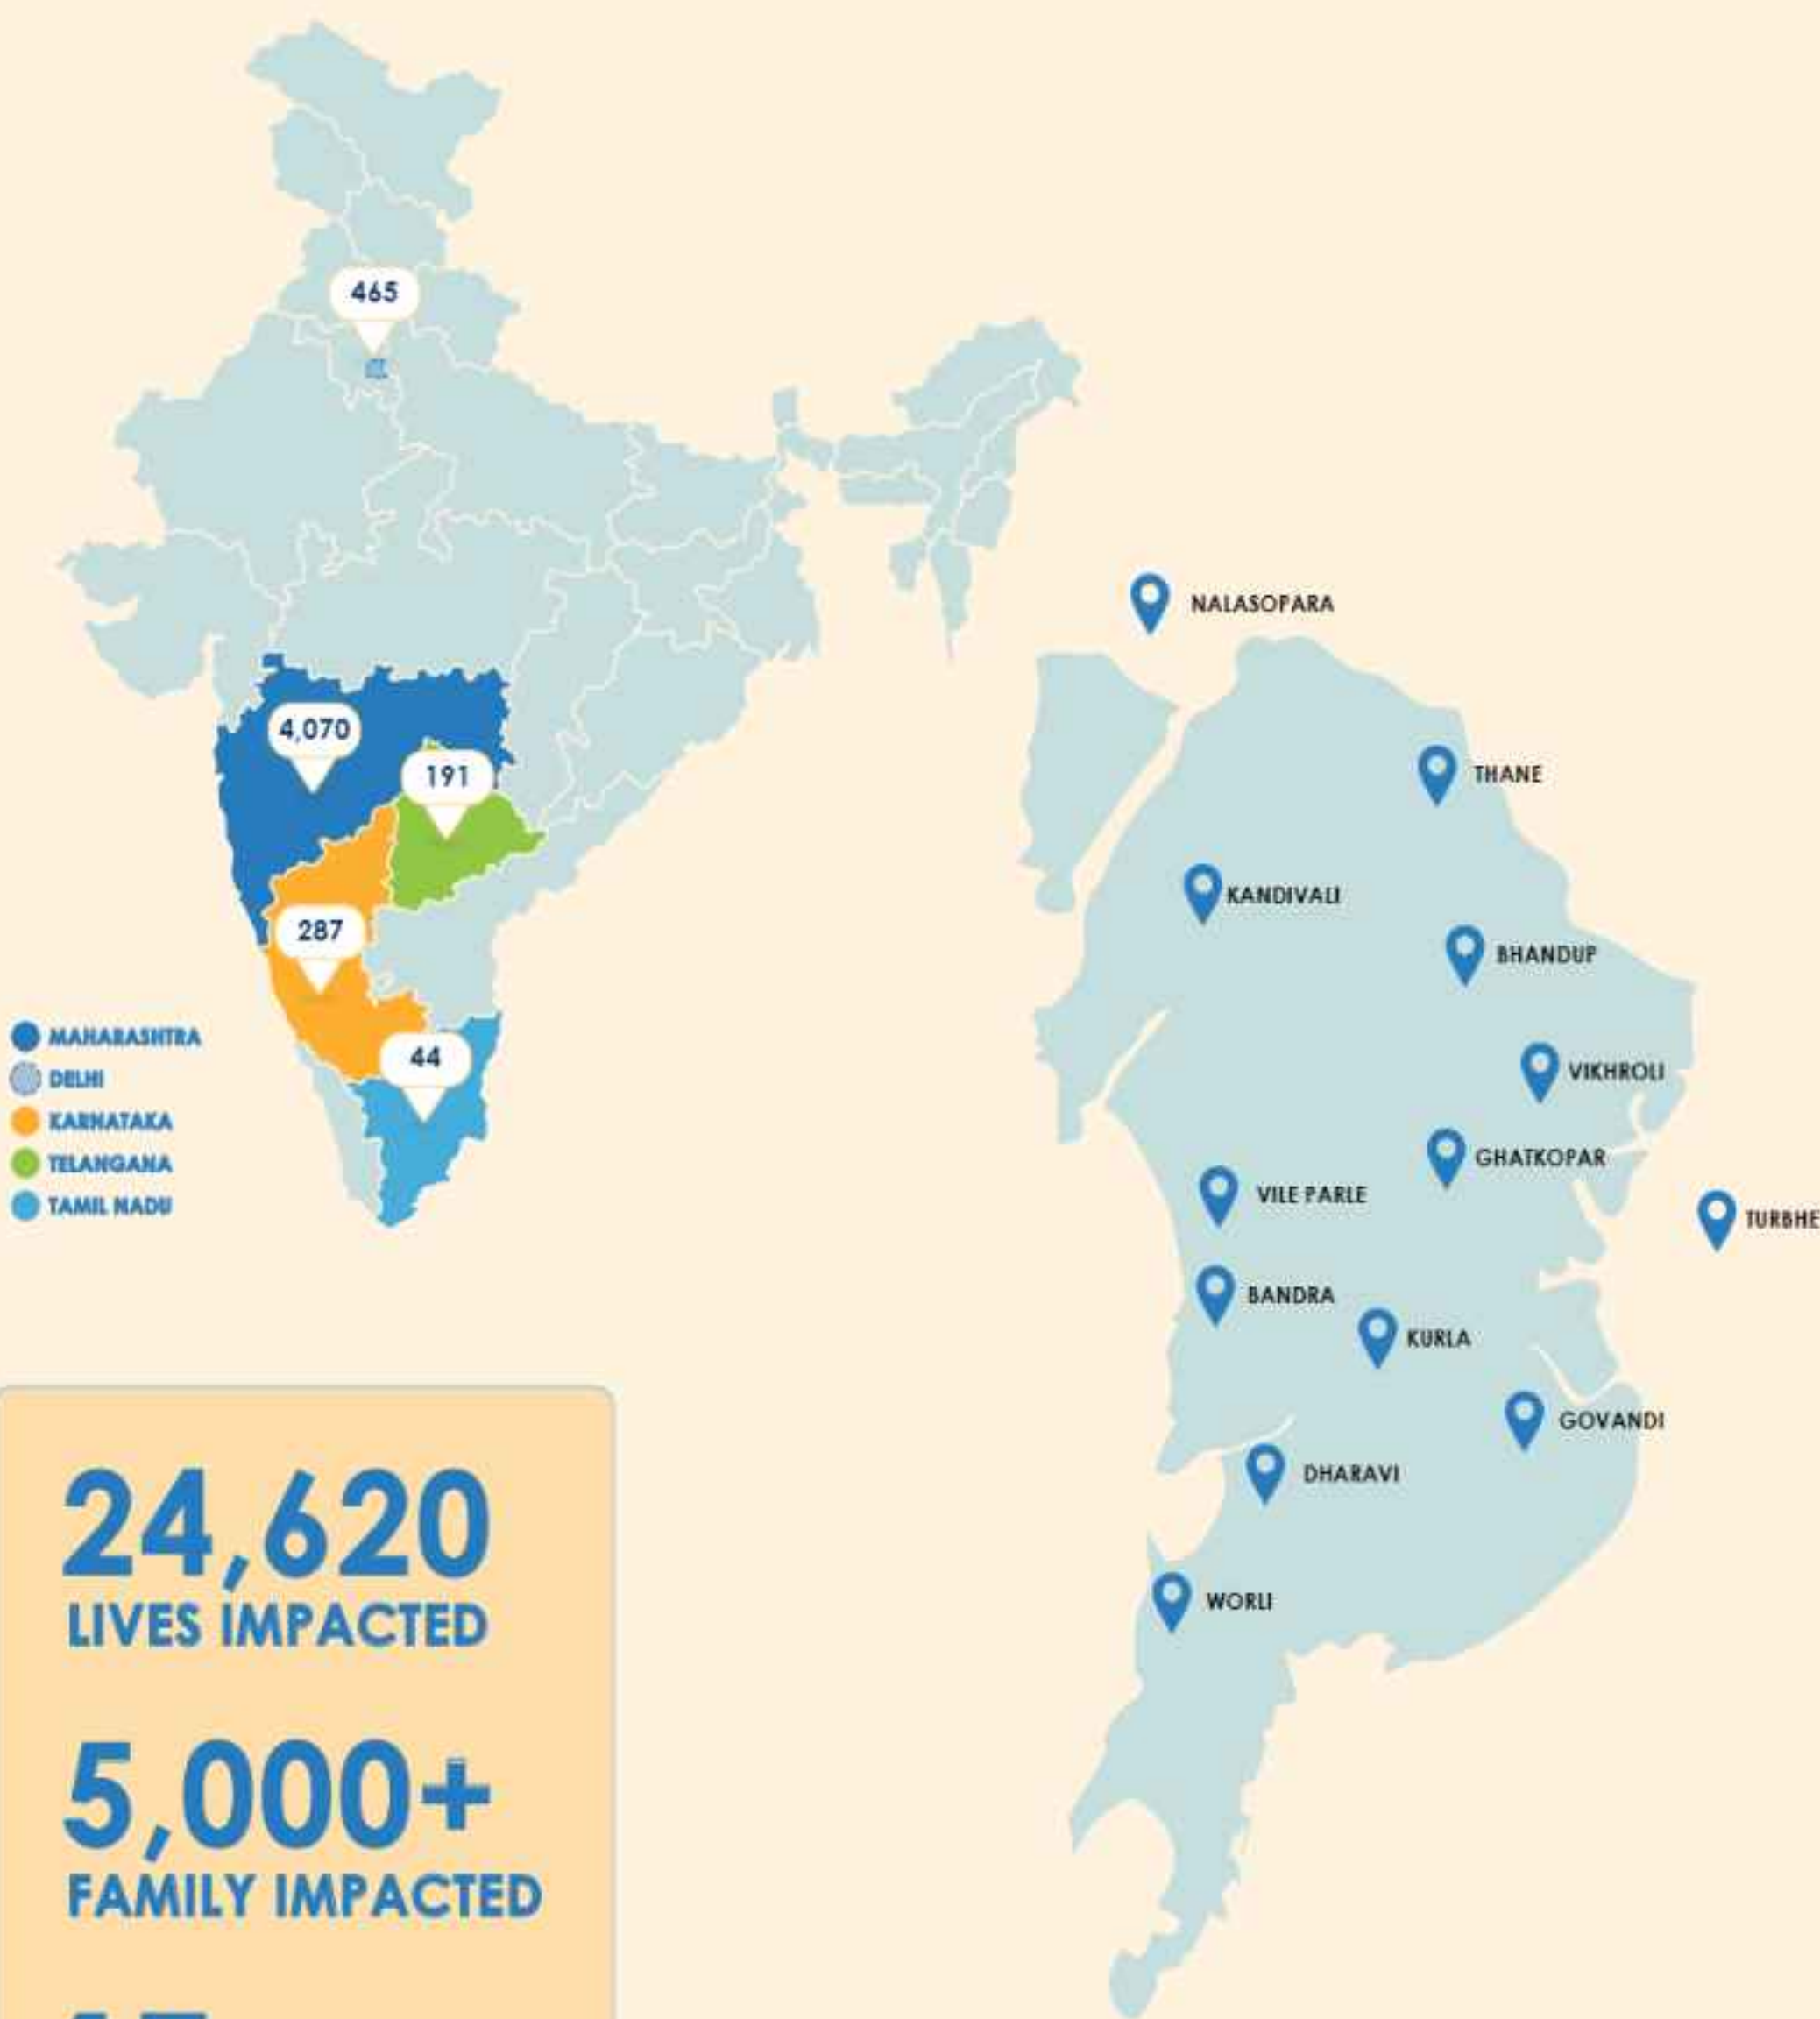 465
4,070
191
287
44
MAHARASHTRA
DELHI
KARNATAKA
TELANGANA
TAMIL NADU
NALASOPARA
THANE
KANDIVALI
BHANDUP
VIKHROLI
GHATKOPAR
VILE PARLE
TURBHE
BANDRA
KURLA
GOVANDI
DHARAVI
WORLI
24,620
LIVES IMPACTED
5,000+
FAMILY IMPACTED